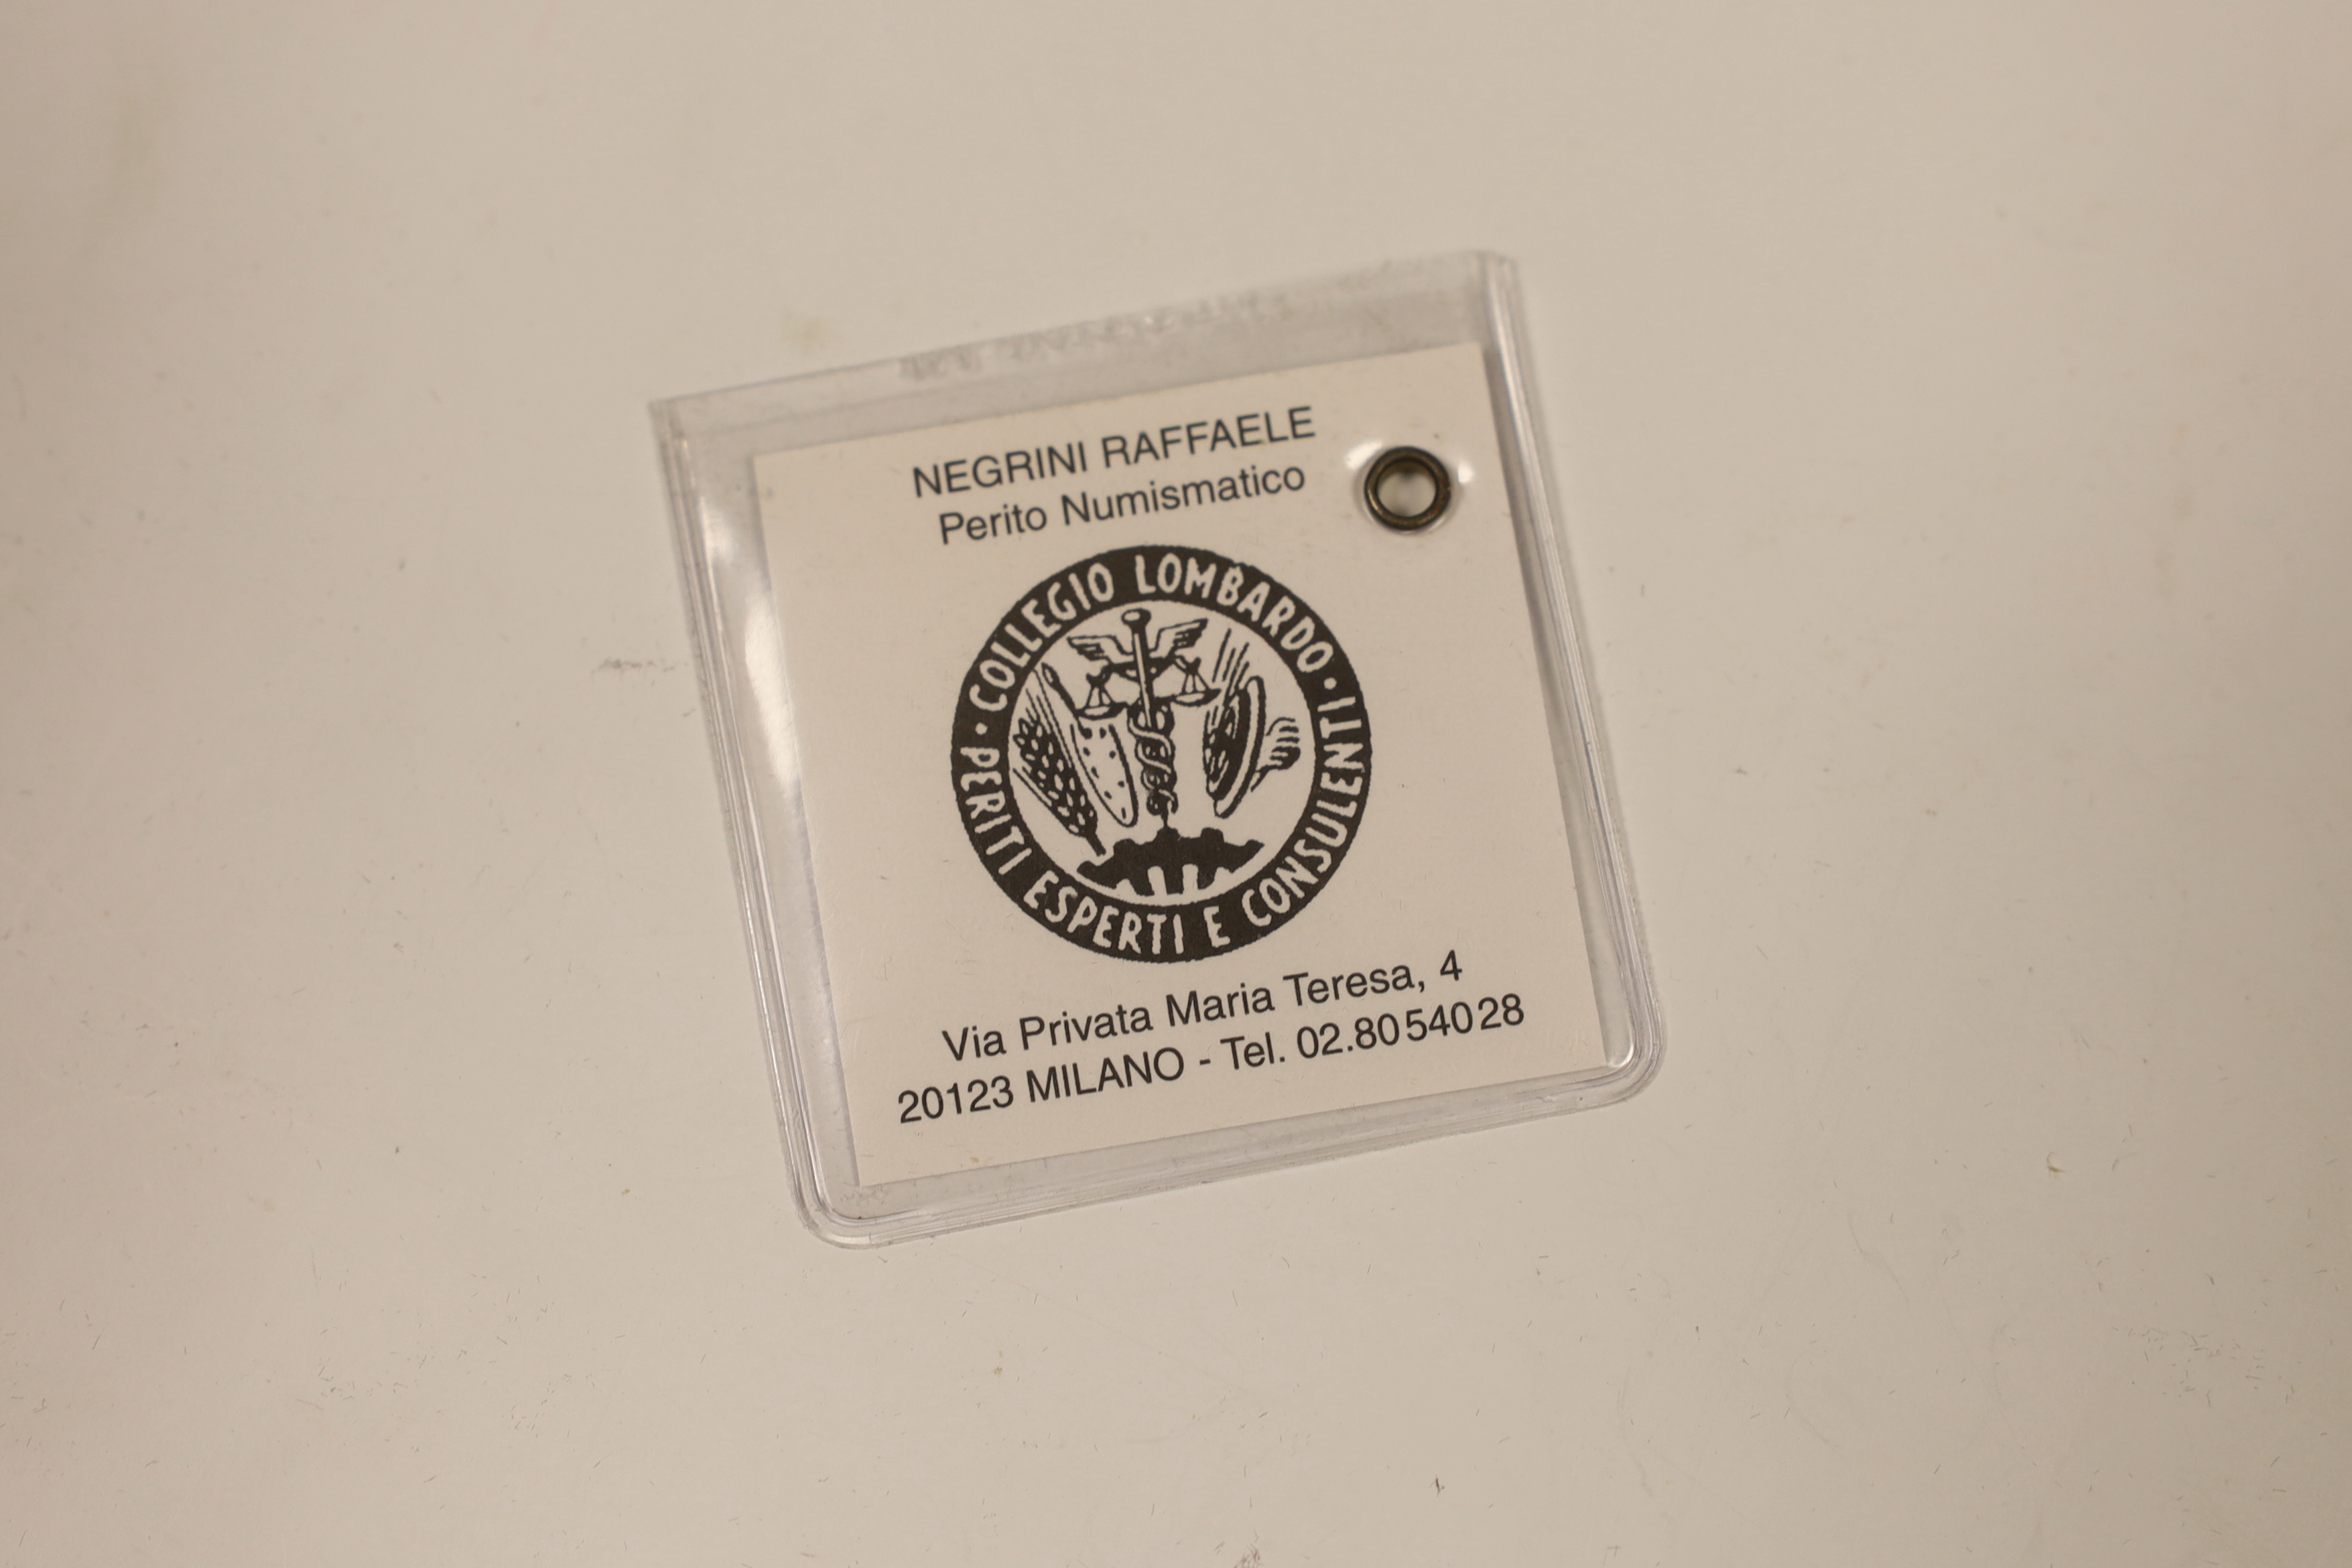 NEGRINI RAFFAELE
Perito Numismatico
COLLEGIO LOMBARDO
PERITI ESPERTI E CONSULENTI
Via Privata Maria Teresa, 4
20123 MILANO - Tel. 02.8054028